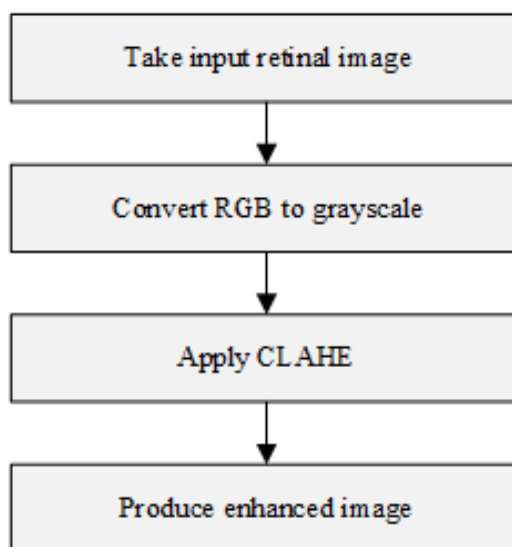 Take input retinal image
Convert RGB to grayscale
Apply CLAHE
Produce enhanced image